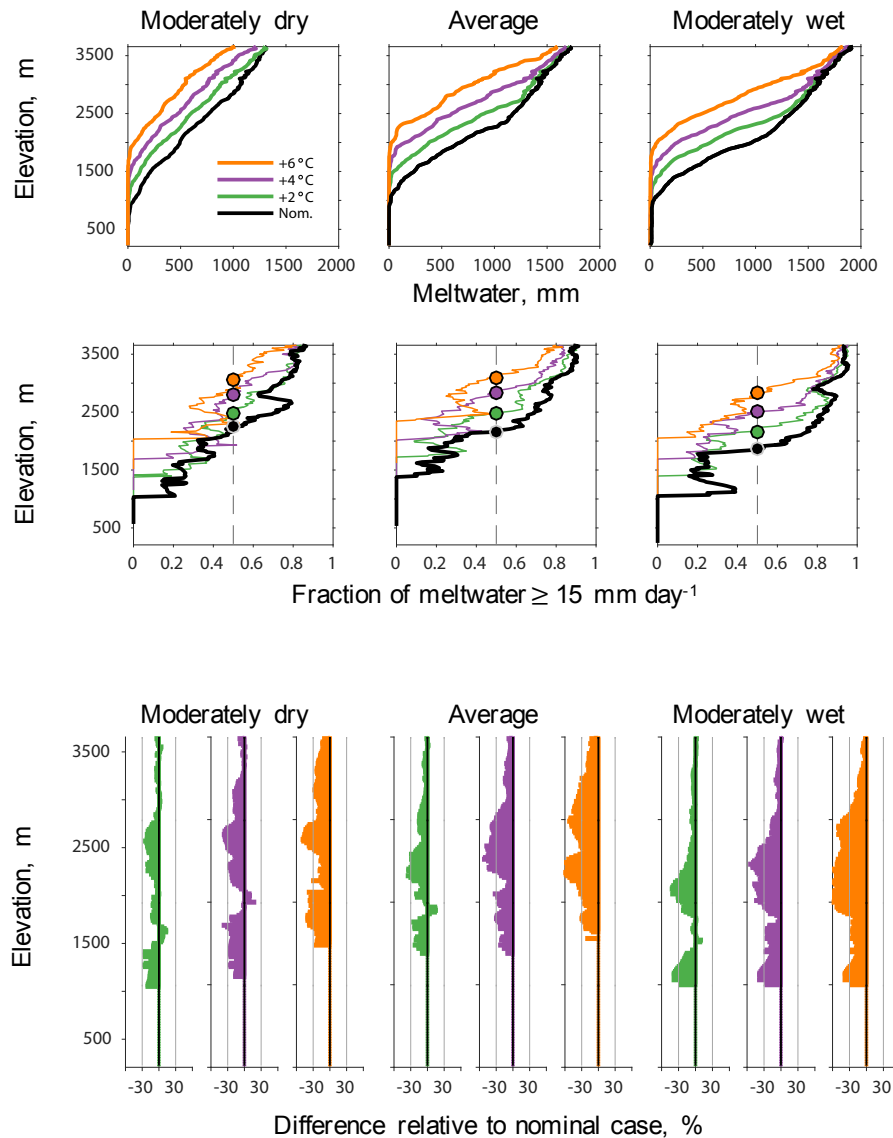 Moderately dry Average Moderately wet
3500
2500
1500
500
Elevation, m
+6°C
+4°C
+2°C
Nom.
0 500 1000 1500 2000 0 500 1000 1500 2000 0 500 1000 1500 2000
Meltwater, mm
3500
2500
1500
500
Elevation, m
0 0.2 0.4 0.6 0.8 1 0 0.2 0.4 0.6 0.8 1 0 0.2 0.4 0.6 0.8 1
Fraction of meltwater ≥ 15 mm day⁻¹
Moderately dry Average Moderately wet
3500
2500
1500
500
Elevation, m
-30 30 -30 30 -30 30 -30 30 -30 30 -30 30 -30 30 -30 30 -30 30
Difference relative to nominal case, %